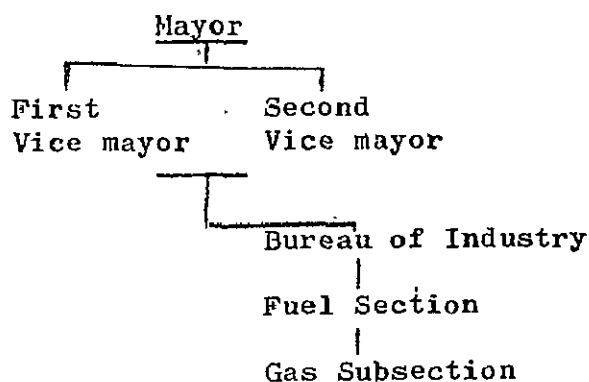 Mayor
First Second
Vice mayor Vice mayor
Bureau of Industry
Fuel Section
Gas Subsection